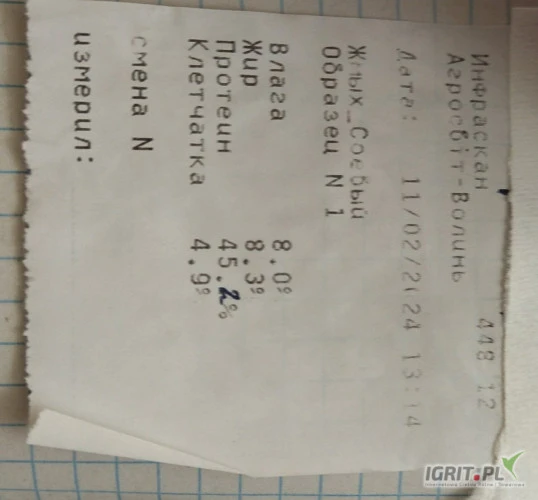 Инфраскан 448 12
Агросвіт-Волинь
Дата: 11/02/2024 13:14
Жмых_Соевый
Образец N 1
Влага 8.0%
Жир 8.3%
Протеин 45.2%
Клетчатка 4.9%
смена N
измерил:
IGRIT.PL